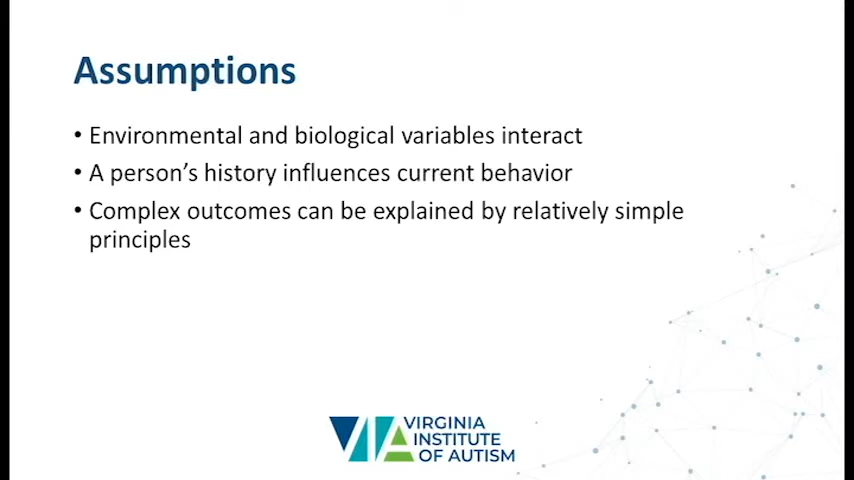 Assumptions
• Environmental and biological variables interact
• A person’s history influences current behavior
• Complex outcomes can be explained by relatively simple
principles
VIA VIRGINIA
INSTITUTE
OF AUTISM